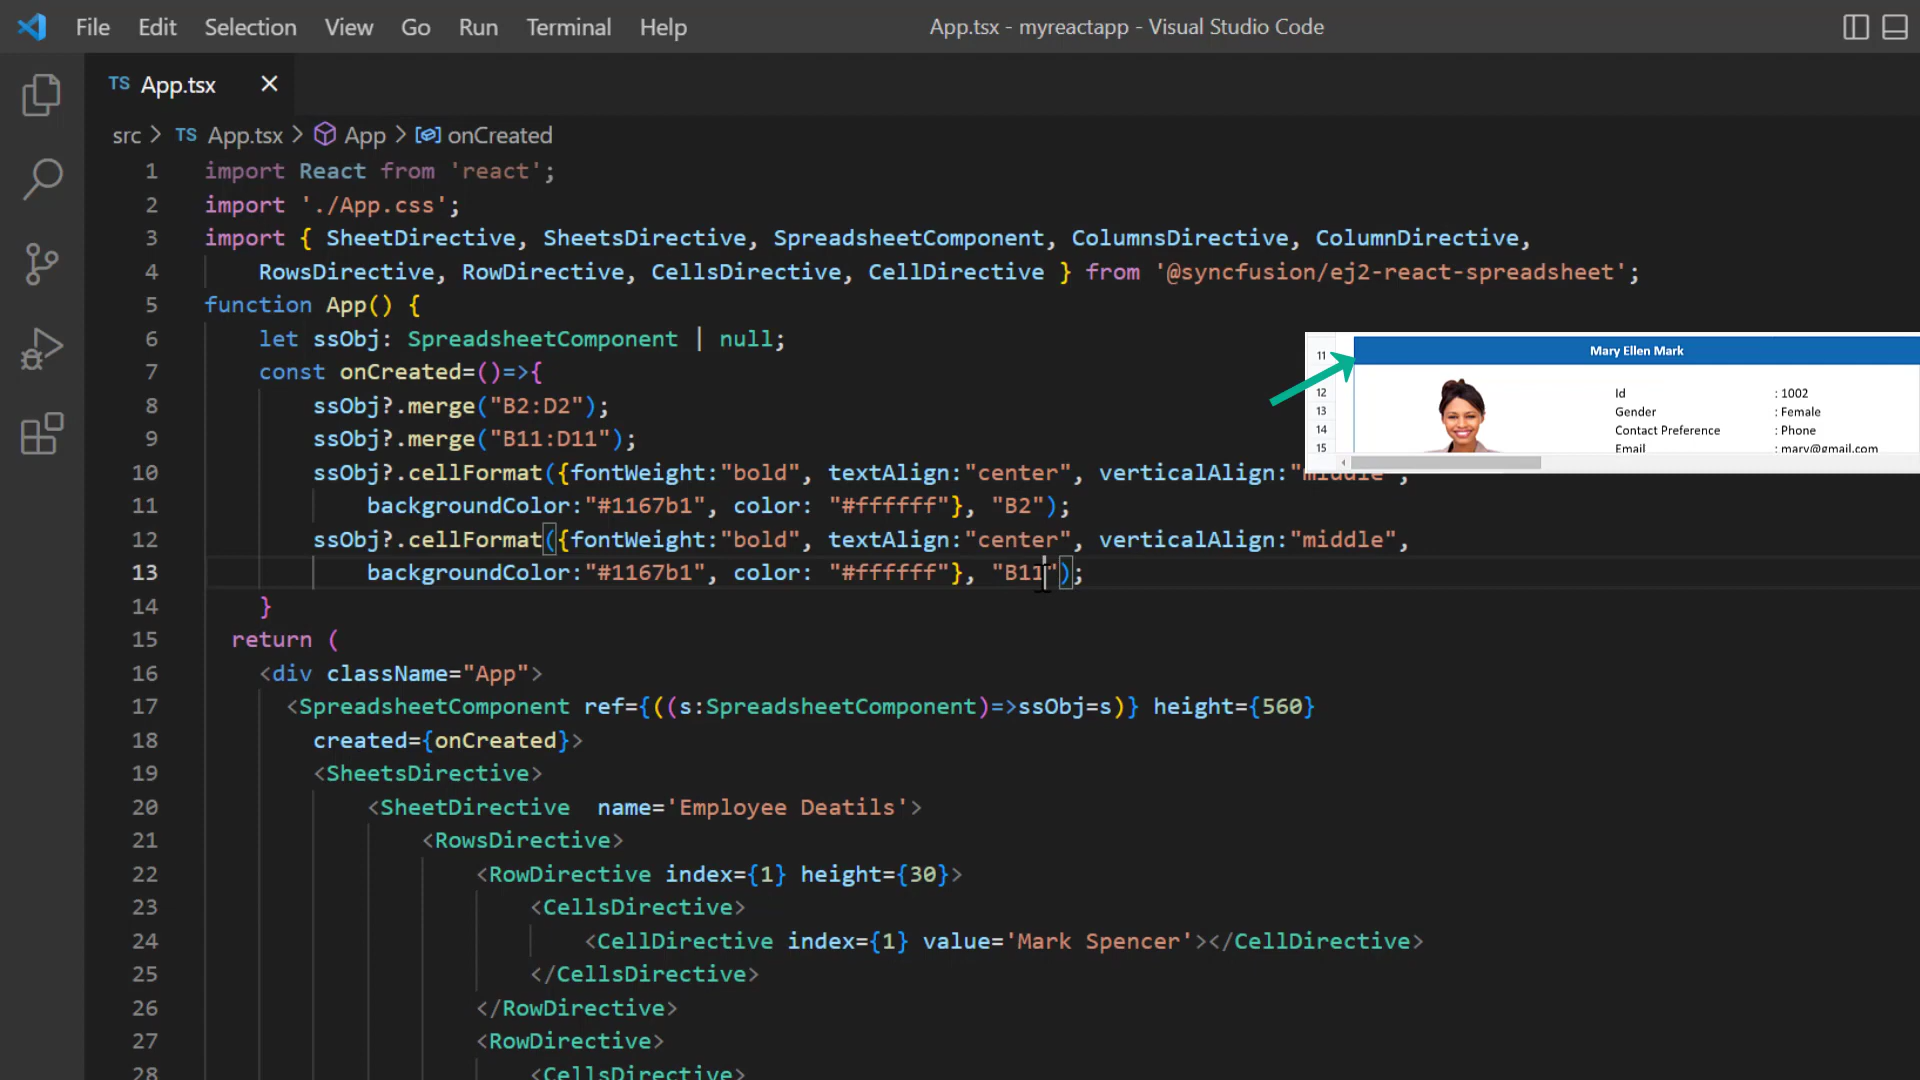 File Edit Selection View Go Run Terminal Help App.tsx - myreactapp - Visual Studio Code
TS App.tsx
src > TS App.tsx > App > onCreated
1 import React from 'react';
2 import './App.css';
3 import { SheetDirective, SheetsDirective, SpreadsheetComponent, ColumnsDirective, ColumnDirective,
4 RowsDirective, RowDirective, CellsDirective, CellDirective } from '@syncfusion/ej2-react-spreadsheet';
5 function App() {
6 let ssObj: SpreadsheetComponent | null;
7 const onCreated=()=>{
8 ssObj?.merge("B2:D2");
9 ssObj?.merge("B11:D11");
10 ssObj?.cellFormat({fontWeight:"bold", textAlign:"center", verticalAlign:"middle",
11 backgroundColor:"#1167b1", color: "#ffffff"}, "B2");
12 ssObj?.cellFormat({fontWeight:"bold", textAlign:"center", verticalAlign:"middle",
13 backgroundColor:"#1167b1", color: "#ffffff"}, "B11");
14 }
15 return (
16 <div className="App">
17 <SpreadsheetComponent ref={((s:SpreadsheetComponent)=>ssObj=s)} height={560}
18 created={onCreated}>
19 <SheetsDirective>
20 <SheetDirective name='Employee Deatils'>
21 <RowsDirective>
22 <RowDirective index={1} height={30}>
23 <CellsDirective>
24 <CellDirective index={1} value='Mark Spencer'></CellDirective>
25 </CellsDirective>
26 </RowDirective>
27 <RowDirective>
28 <CellsDirective>
11 Mary Ellen Mark
12 Id : 1002
13 Gender : Female
14 Contact Preference : Phone
15 Email : mary@gmail.com